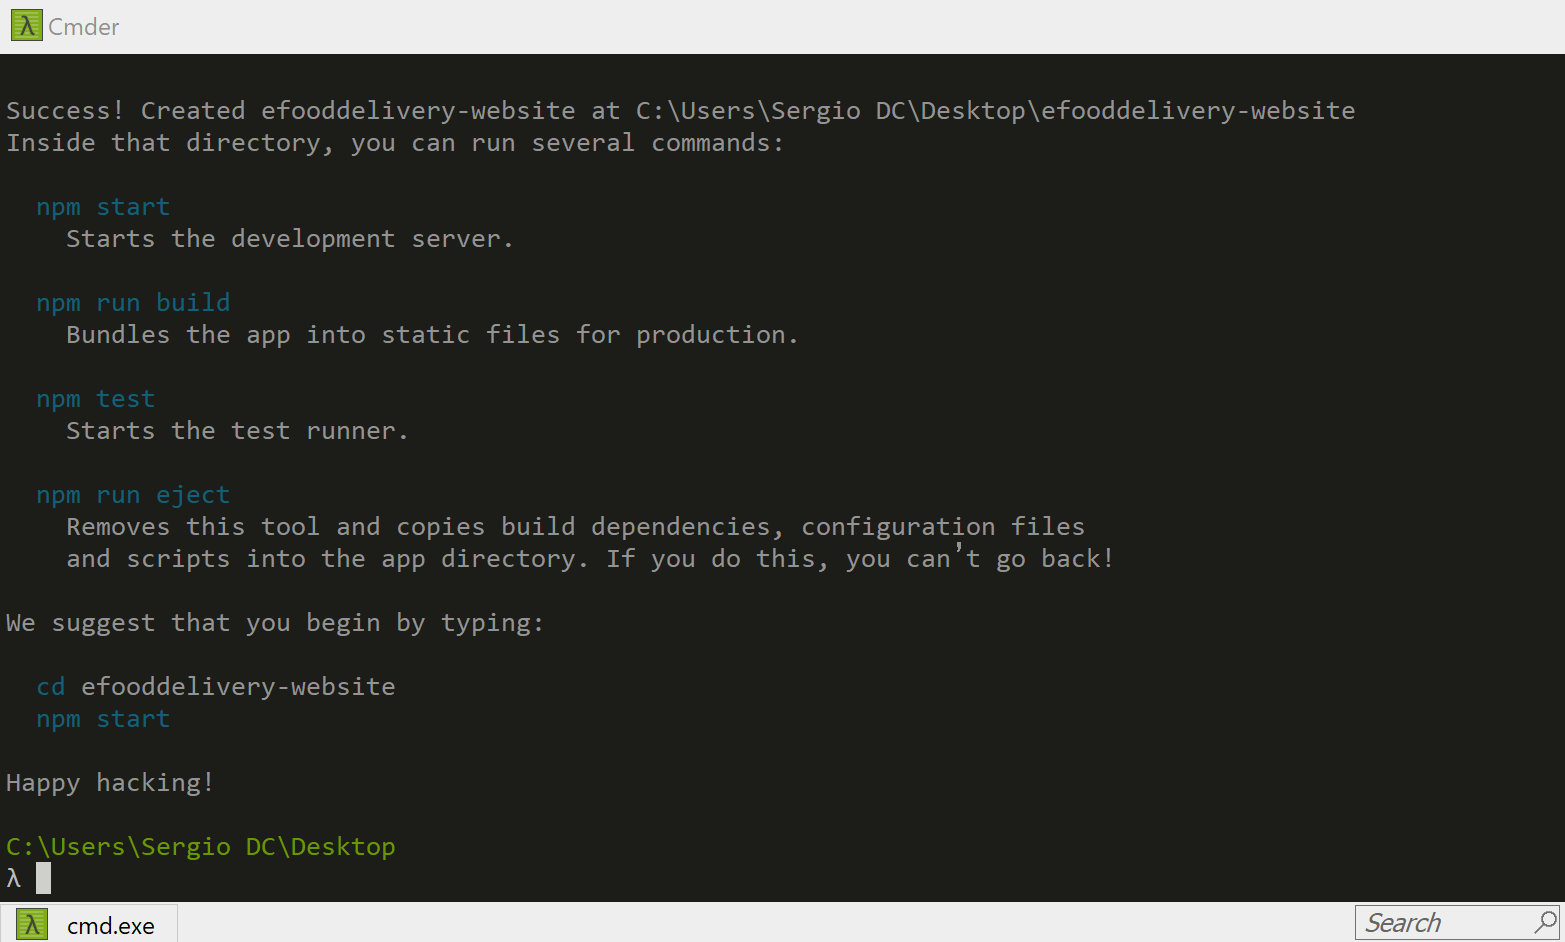 Cmder
Success! Created efooddelivery-website at C:\Users\Sergio DC\Desktop\efooddelivery-website
Inside that directory, you can run several commands:
npm start
Starts the development server.
npm run build
Bundles the app into static files for production.
npm test
Starts the test runner.
npm run eject
Removes this tool and copies build dependencies, configuration files
and scripts into the app directory. If you do this, you can’t go back!
We suggest that you begin by typing:
cd efooddelivery-website
npm start
Happy hacking!
C:\Users\Sergio DC\Desktop
λ
λ cmd.exe
Search